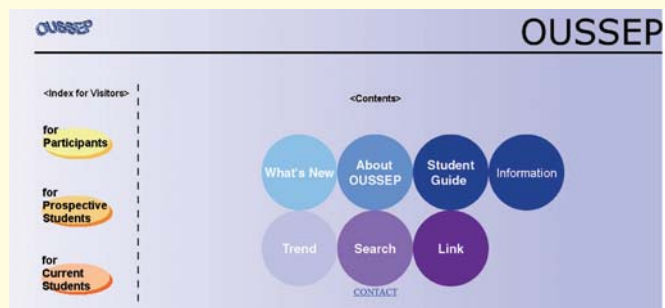 OUSSEP
OUSSEP
<Index for Visitors>
for
Participants
for
Prospective
Students
for
Current
Students
<Contents>
What's New
About
OUSSEP
Student
Guide
Information
Trend
Search
Link
CONTACT